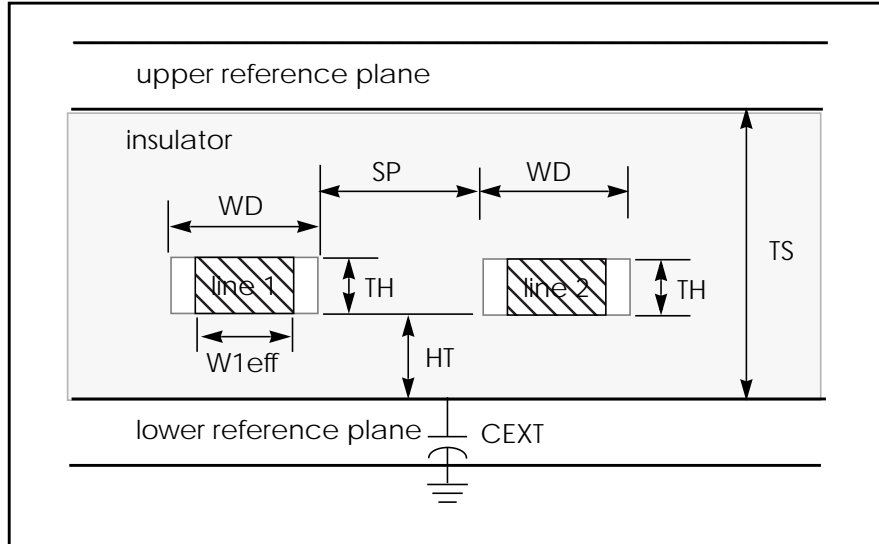 upper reference plane
insulator
SP
WD
WD
TS
line 1
TH
line 2
TH
W1eff
HT
lower reference plane
CEXT